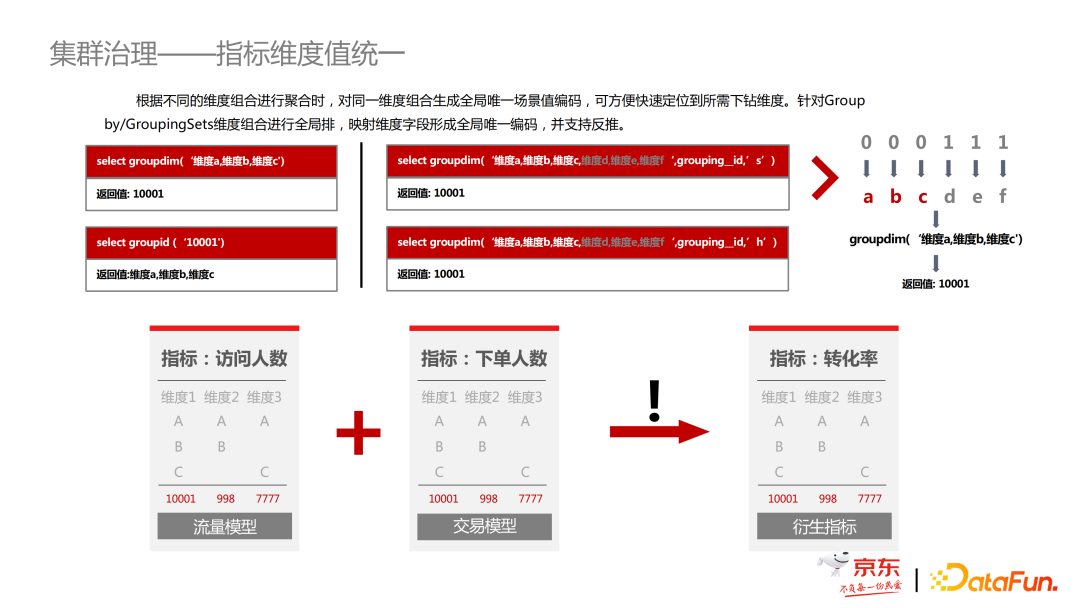 集群治理——指标维度值统一
根据不同的维度组合进行聚合时，对同一维度组合生成全局唯一场景值编码，可方便快速定位到所需下钻维度。针对Group
by/GroupingSets维度组合进行全局排，映射维度字段形成全局唯一编码，并支持反推。
select groupdim(‘维度a,维度b,维度c')
返回值: 10001
select groupid (‘10001')
返回值:维度a,维度b,维度c
select groupdim(‘维度a,维度b,维度c,维度d,维度e,维度f‘,grouping__id,’s’)
返回值: 10001
select groupdim(‘维度a,维度b,维度c,维度d,维度e,维度f‘,grouping__id,’h’)
返回值: 10001
0 0 0 1 1 1
a b c d e f
groupdim(‘维度a,维度b,维度c')
返回值: 10001
指标：访问人数
维度1 维度2 维度3
A A A
B B
C C
10001 998 7777
流量模型
+
指标：下单人数
维度1 维度2 维度3
A A A
B B
C C
10001 998 7777
交易模型
!
指标：转化率
维度1 维度2 维度3
A A A
B B
C C
10001 998 7777
衍生指标
京东
不负每一份热爱
DataFun.